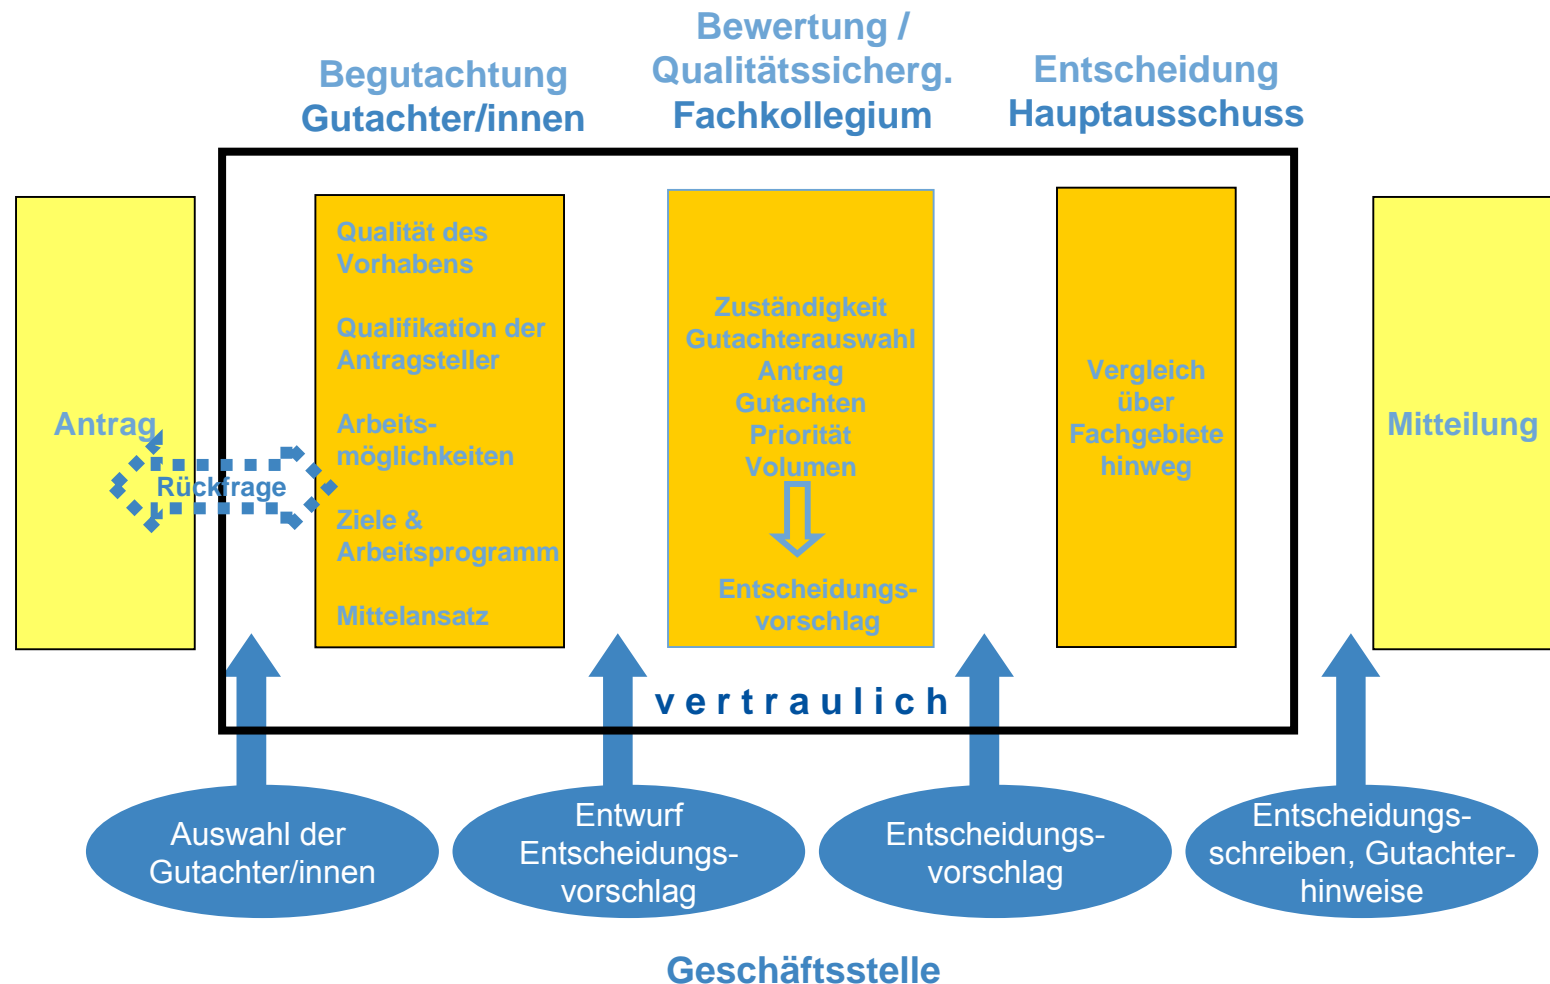 Begutachtung
Gutachter/innen
Bewertung /
Qualitätssicherg.
Fachkollegium
Entscheidung
Hauptausschuss
Antrag
Rückfrage
Qualität des
Vorhabens
Qualifikation der
Antragsteller
Arbeits-
möglichkeiten
Ziele &
Arbeitsprogramm
Mittelansatz
Zuständigkeit
Gutachterauswahl
Antrag
Gutachten
Priorität
Volumen
Entscheidungs-
vorschlag
Vergleich
über
Fachgebiete
hinweg
Mitteilung
v e r t r a u l i c h
Auswahl der
Gutachter/innen
Entwurf
Entscheidungs-
vorschlag
Entscheidungs-
vorschlag
Entscheidungs-
schreiben, Gutachter-
hinweise
Geschäftsstelle